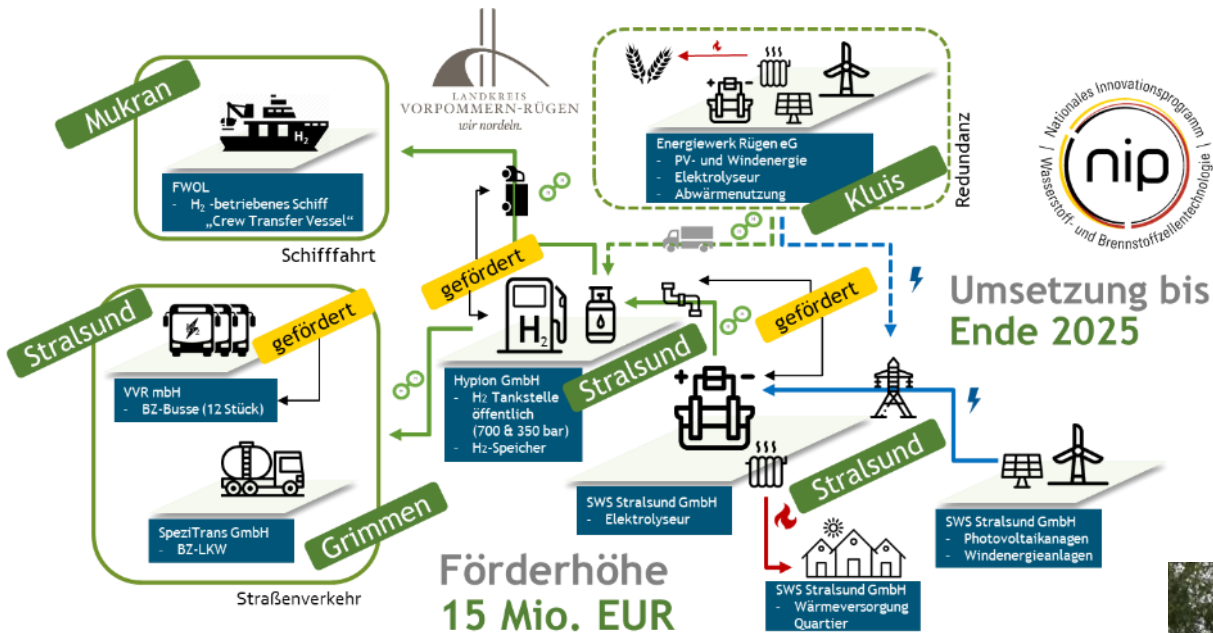 Mukran
H₂
FWOL
- H₂ -betriebenes Schiff
„Crew Transfer Vessel“
Schifffahrt
LANDKREIS
VORPOMMERN-RÜGEN
wir nordeln.
Energiewerk Rügen eG
- PV- und Windenergie
- Elektrolyseur
- Abwärmenutzung
Kluis
Redundanz
Nationales Innovationsprogramm
nip
Wasserstoff- und Brennstoffzellentechnologie
Umsetzung bis
Ende 2025
Stralsund
gefördert
VVR mbH
- BZ-Busse (12 Stück)
SpeziTrans GmbH
- BZ-LKW
Grimmen
Straßenverkehr
gefördert
H₂
Hypion GmbH
- H₂ Tankstelle
öffentlich
(700 & 350 bar)
- H₂-Speicher
Stralsund
gefördert
SWS Stralsund GmbH
- Elektrolyseur
Stralsund
SWS Stralsund GmbH
- Photovoltaikanagen
- Windenergieanlagen
SWS Stralsund GmbH
- Wärmeversorgung
Quartier
Förderhöhe
15 Mio. EUR